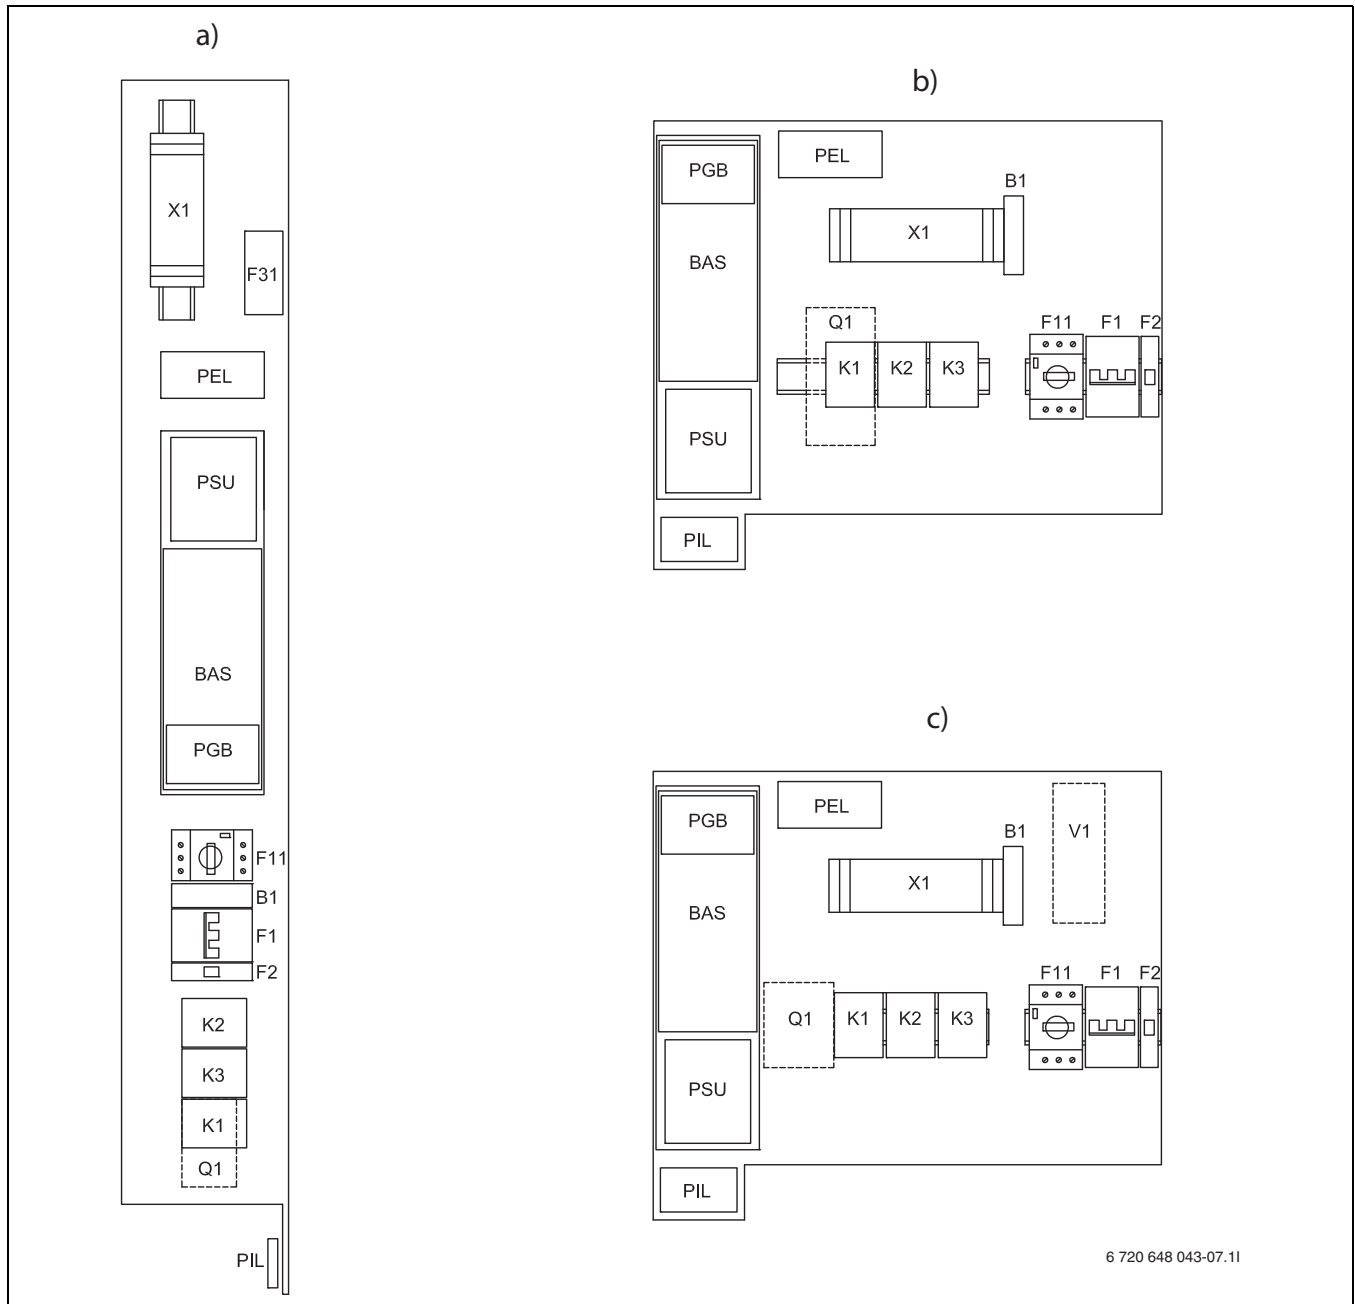 a)
X1
F31
PEL
PSU
BAS
PGB
F11
B1
F1
F2
K2
K3
K1
Q1
PIL
b)
PGB
PEL
B1
X1
BAS
Q1
F11 F1 F2
K1 K2 K3
PSU
PIL
c)
PGB
PEL
V1
B1
X1
BAS
F11 F1 F2
Q1 K1 K2 K3
PSU
PIL
6 720 648 043-07.1I